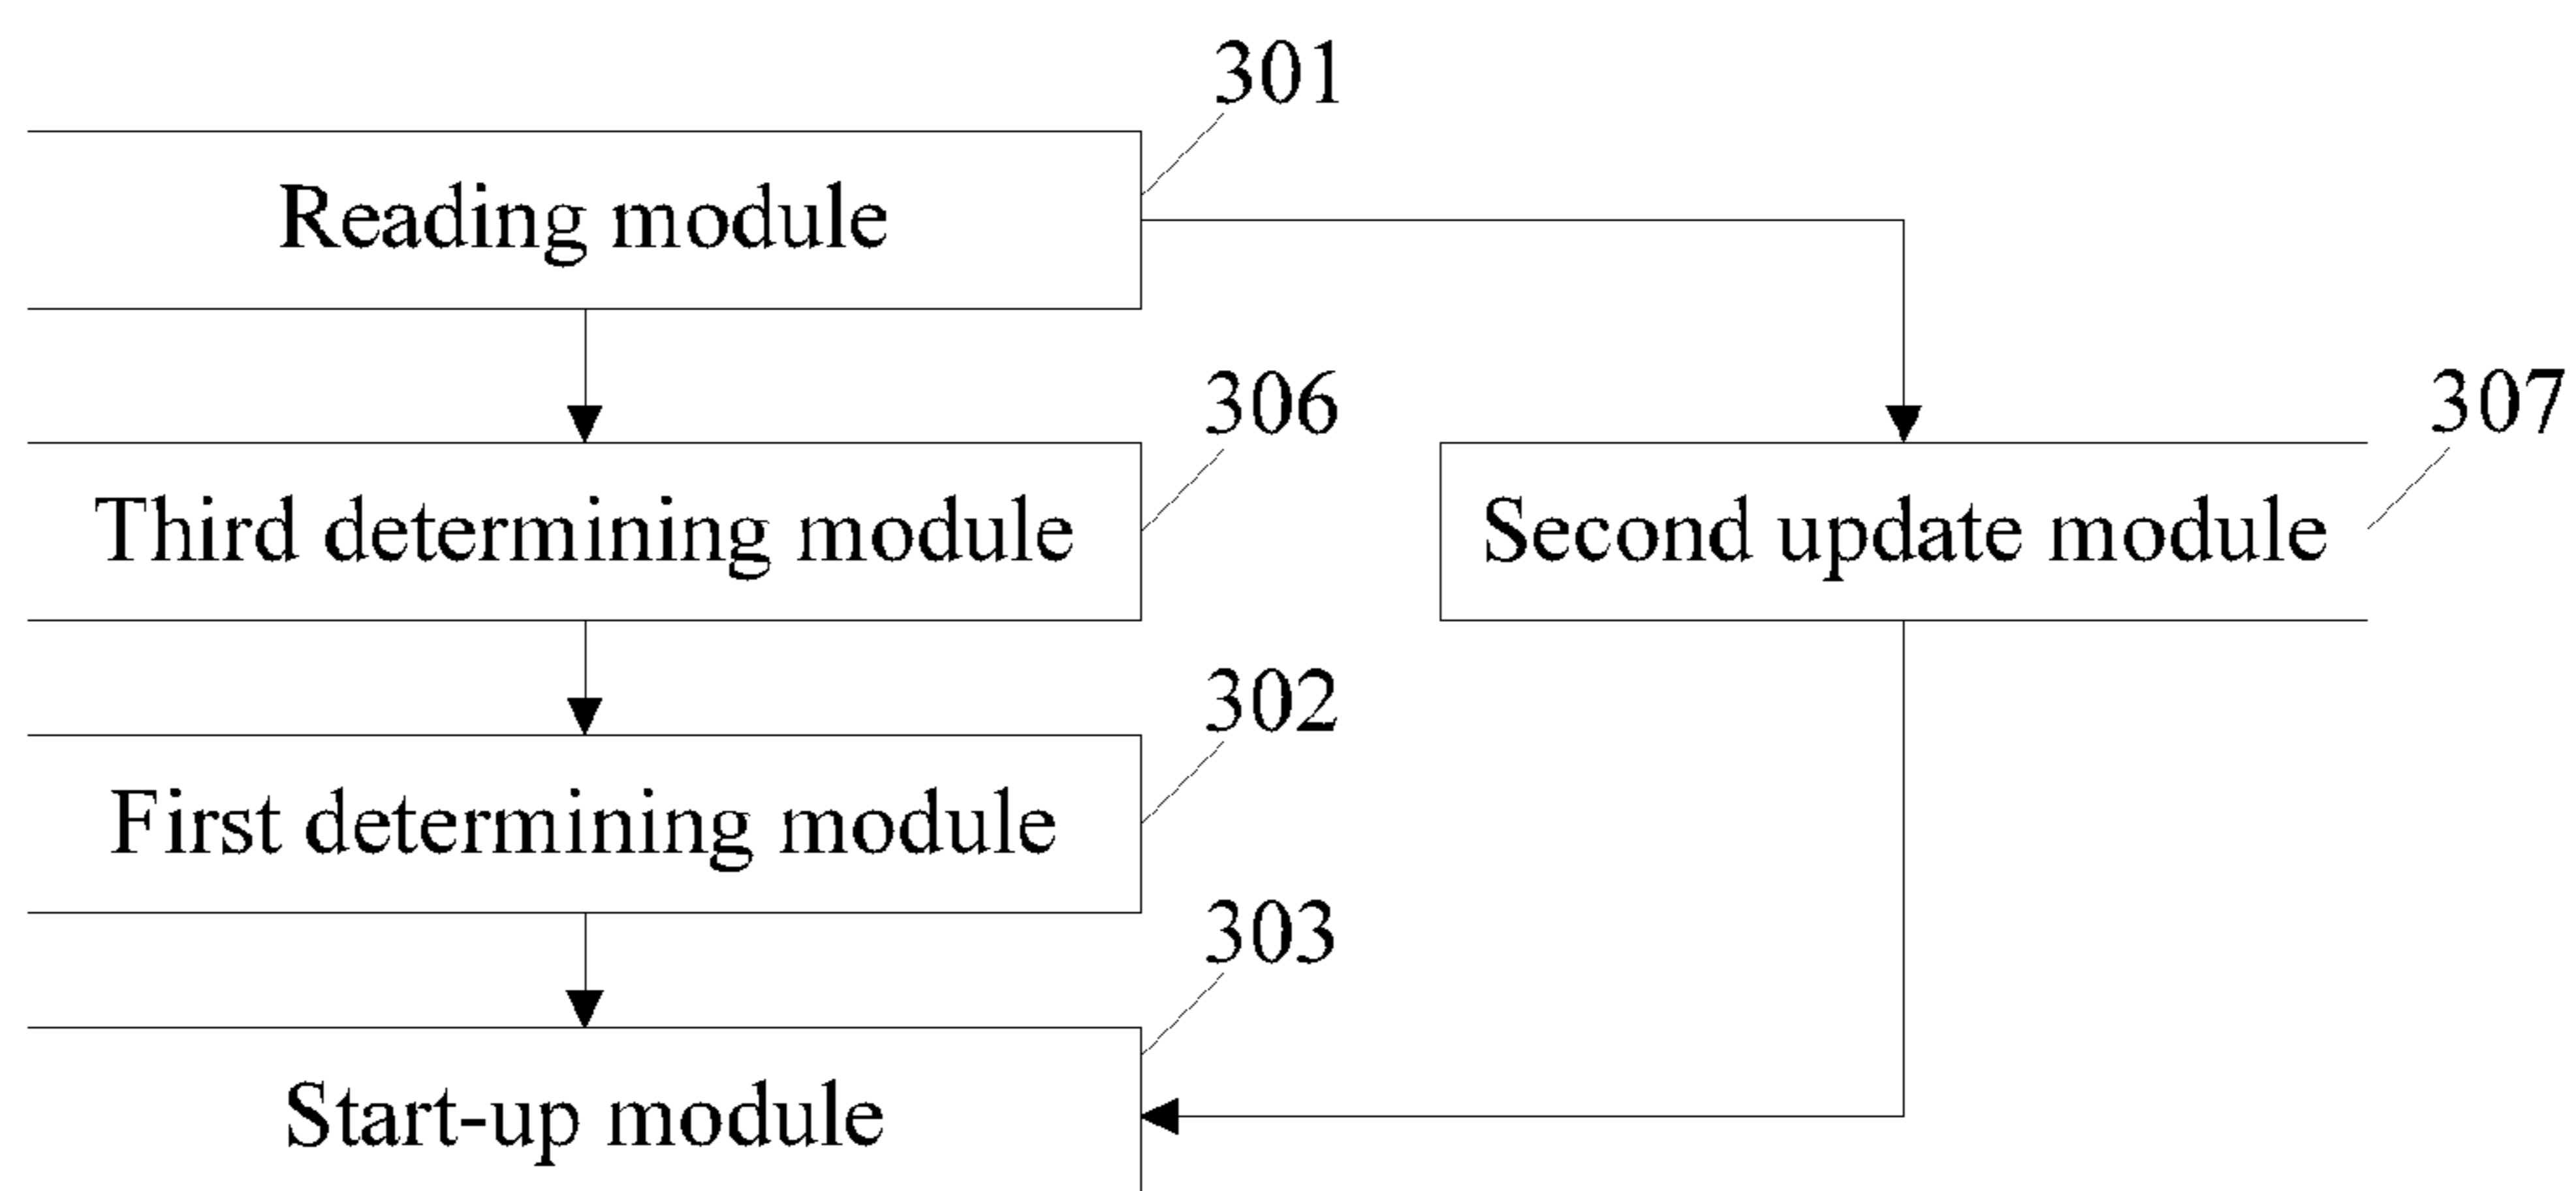 301
Reading module
306
Third determining module
307
Second update module
302
First determining module
303
Start-up module